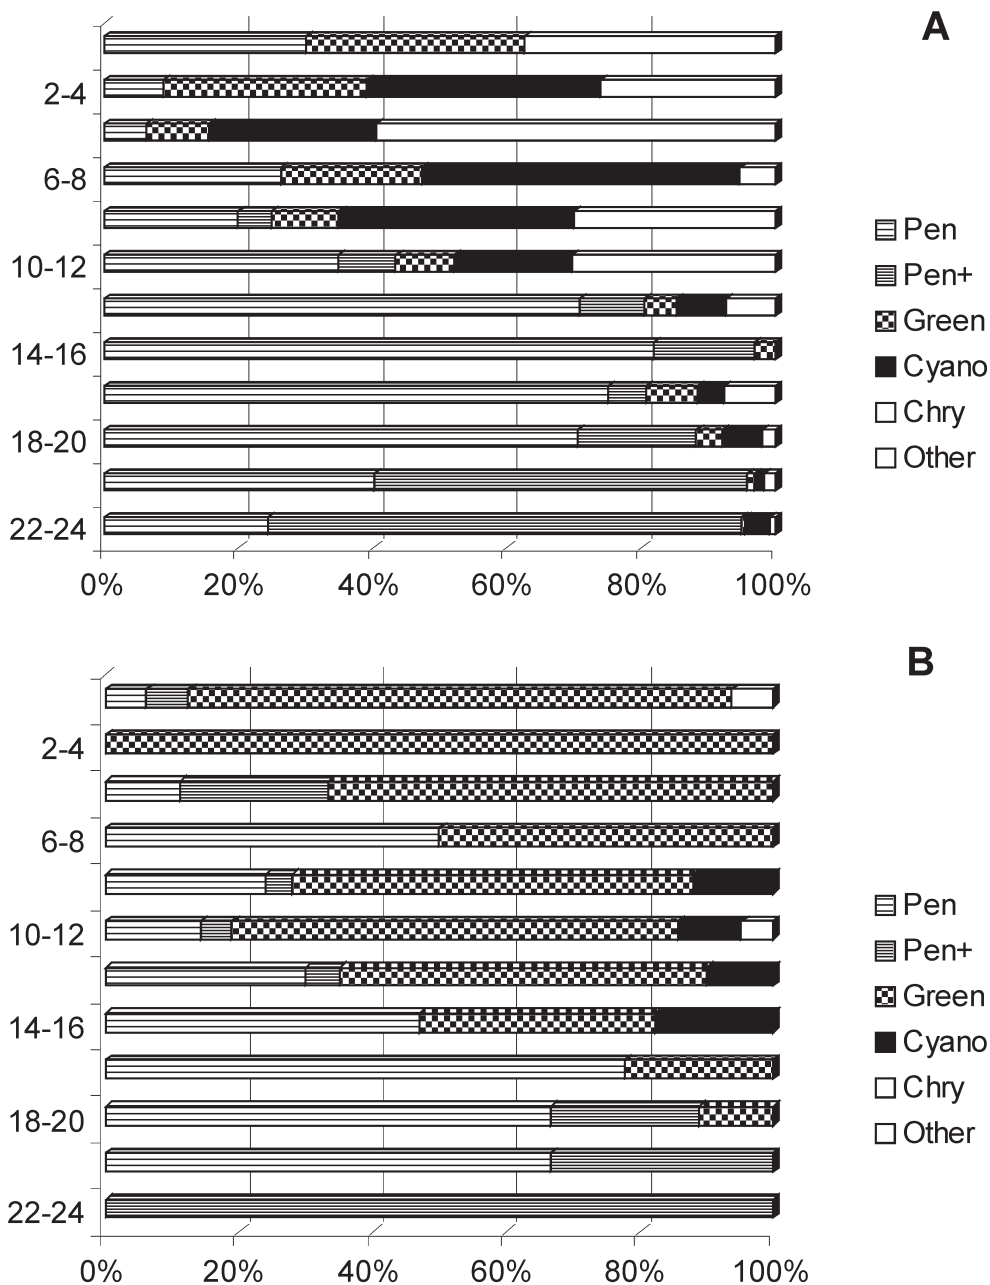 A
2-4
6-8
10-12
14-16
18-20
22-24
0% 20% 40% 60% 80% 100%
Pen
Pen+
Green
Cyano
Chry
Other
B
2-4
6-8
10-12
14-16
18-20
22-24
0% 20% 40% 60% 80% 100%
Pen
Pen+
Green
Cyano
Chry
Other